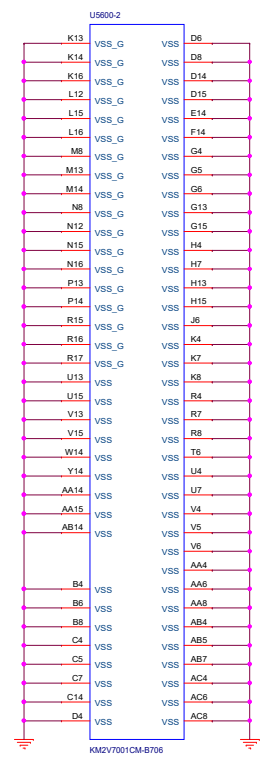 U5600-2
K13 VSS_G VSS D6
K14 VSS_G VSS D8
K16 VSS_G VSS D14
L12 VSS_G VSS D15
L15 VSS_G VSS E14
L16 VSS_G VSS F14
M8 VSS_G VSS G4
M13 VSS_G VSS G5
M14 VSS_G VSS G6
N8 VSS_G VSS G13
N12 VSS_G VSS G15
N15 VSS_G VSS H4
N16 VSS_G VSS H7
P13 VSS_G VSS H13
P14 VSS_G VSS H15
R15 VSS_G VSS J6
R16 VSS_G VSS K4
R17 VSS_G VSS K7
U13 VSS VSS K8
U15 VSS VSS R4
V13 VSS VSS R7
V15 VSS VSS R8
W14 VSS VSS T6
Y14 VSS VSS U4
AA14 VSS VSS U7
AA15 VSS VSS V4
AB14 VSS VSS V5
VSS V6
VSS AA4
B4 VSS VSS AA6
B6 VSS VSS AA8
B8 VSS VSS AB4
C4 VSS VSS AB5
C5 VSS VSS AB7
C7 VSS VSS AC4
C14 VSS VSS AC6
D4 VSS VSS AC8
KM2V7001CM-B706